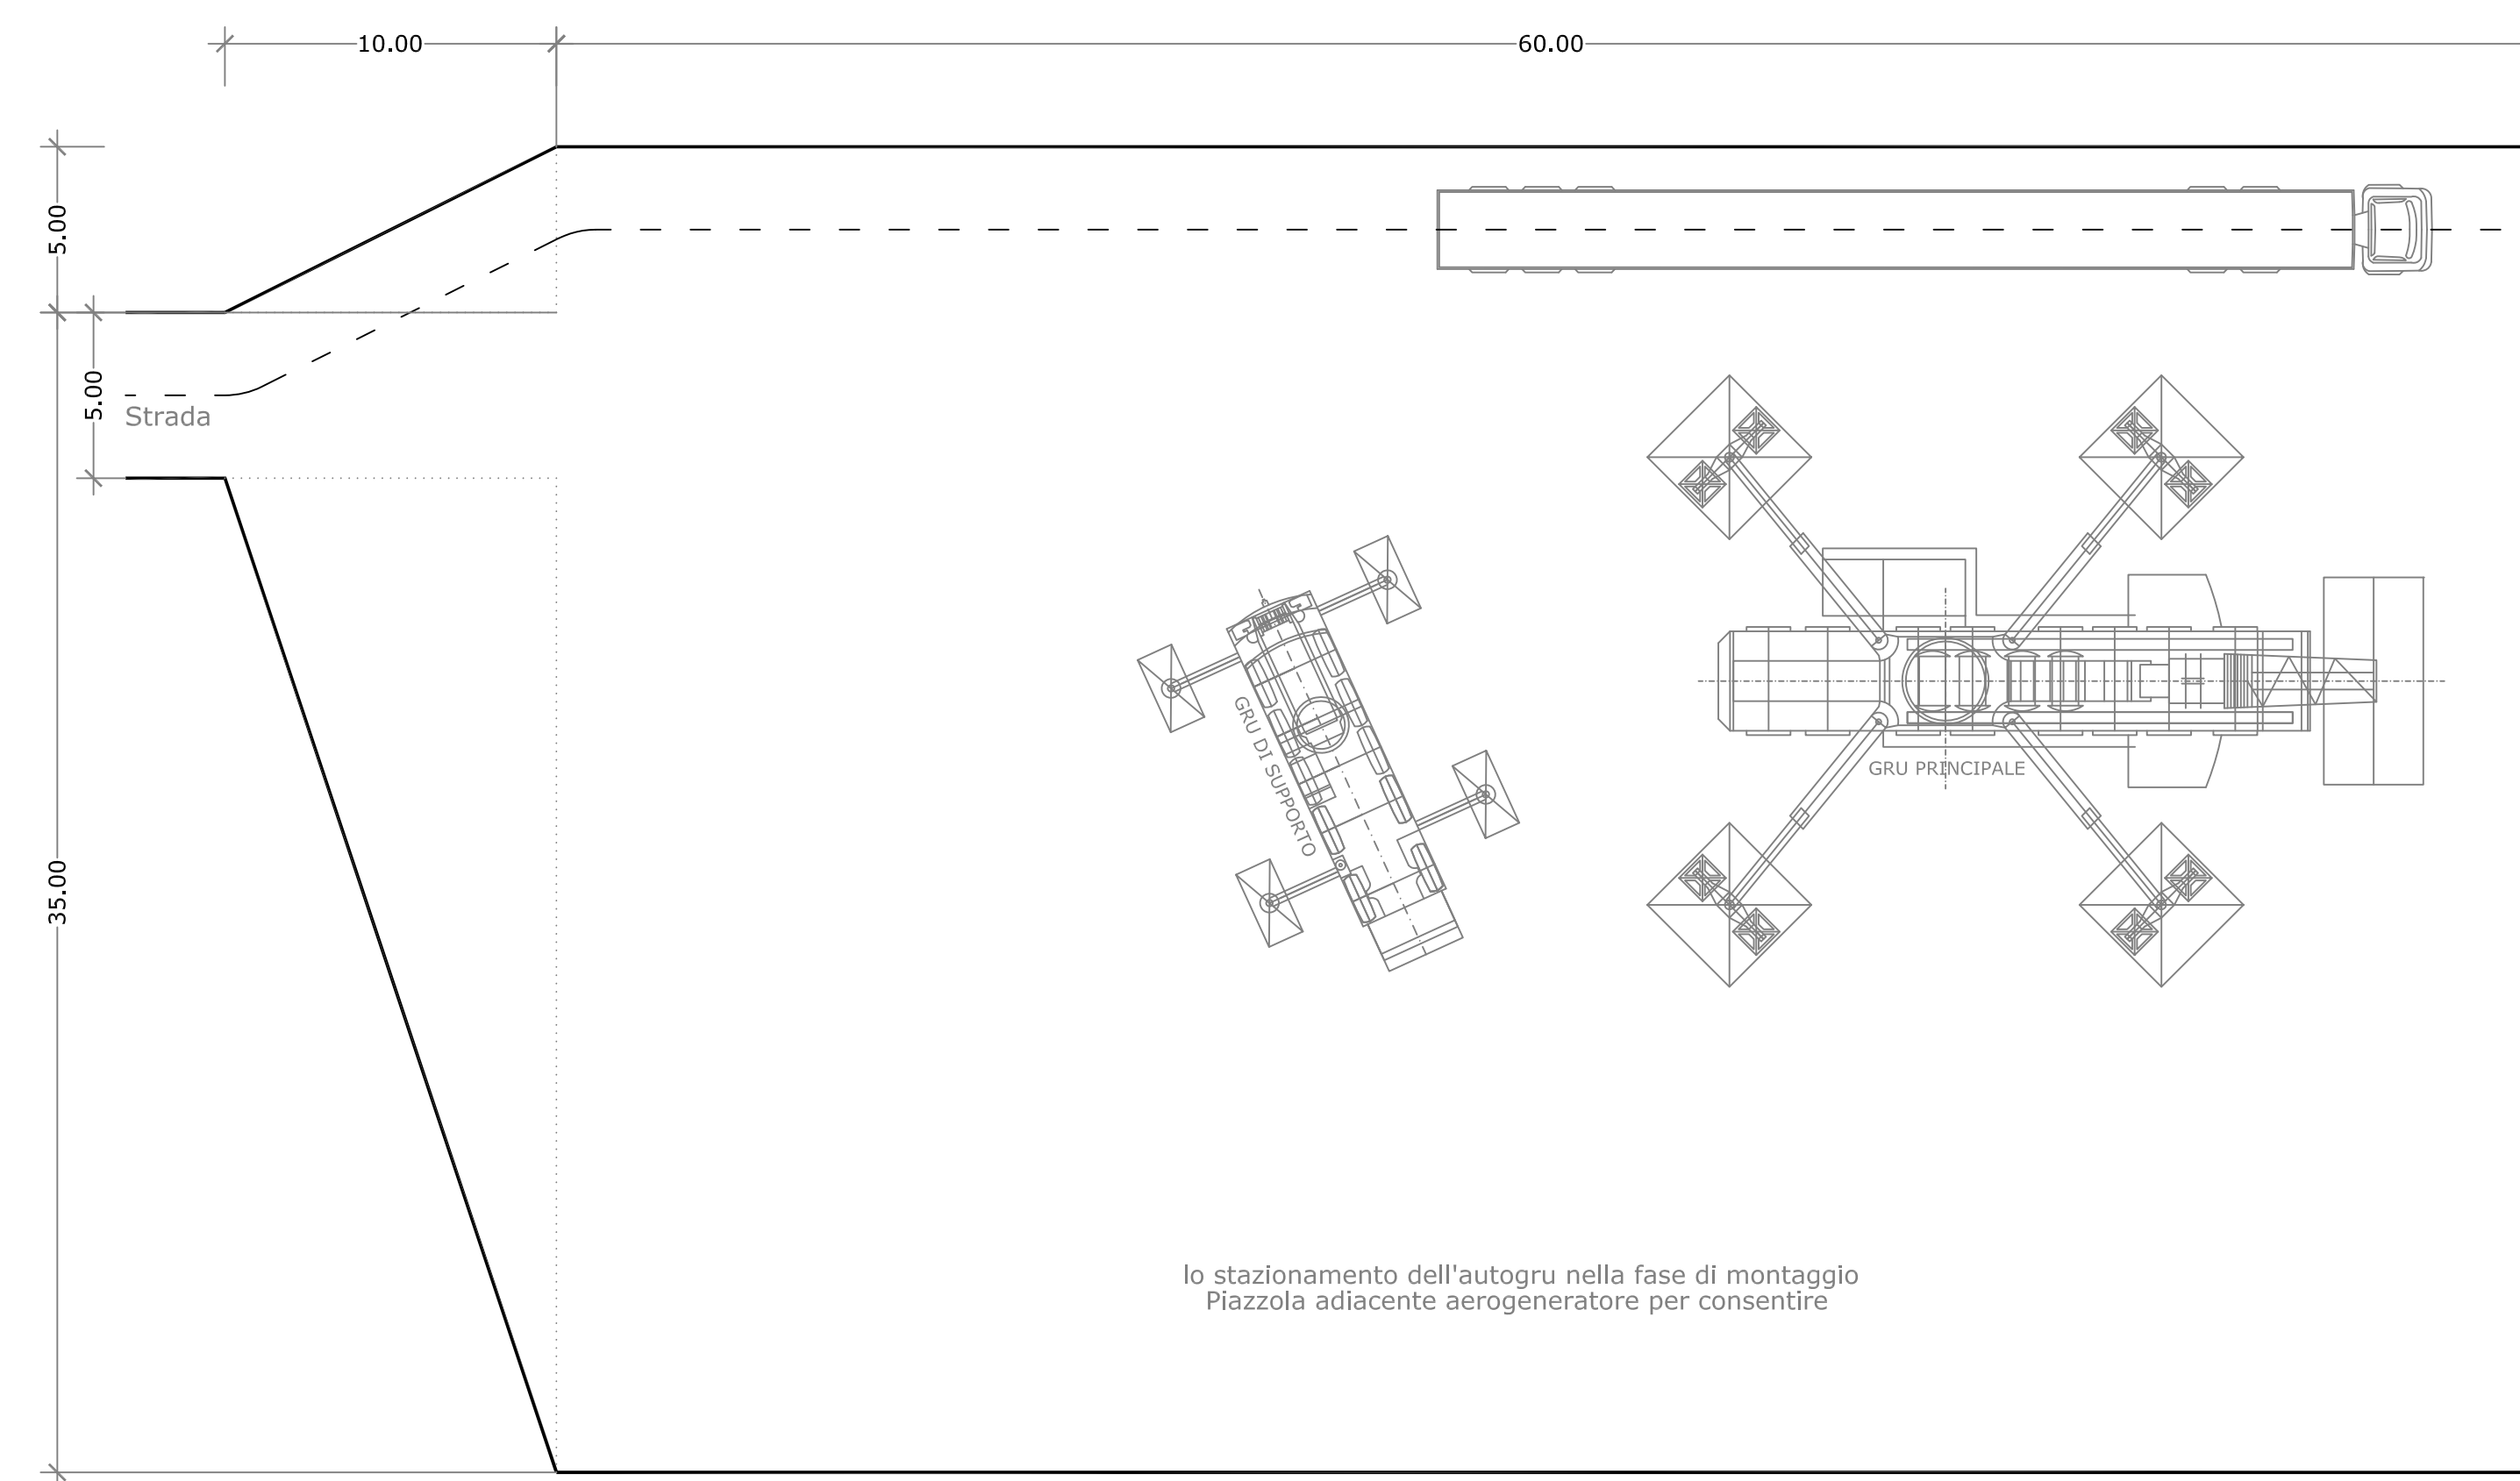 10.00
60.00
5.00
5.00
Strada
35.00
GRU DI SUPPORTO
GRU PRINCIPALE
lo stazionamento dell'autogru nella fase di montaggio
Piazzola adiacente aerogeneratore per consentire